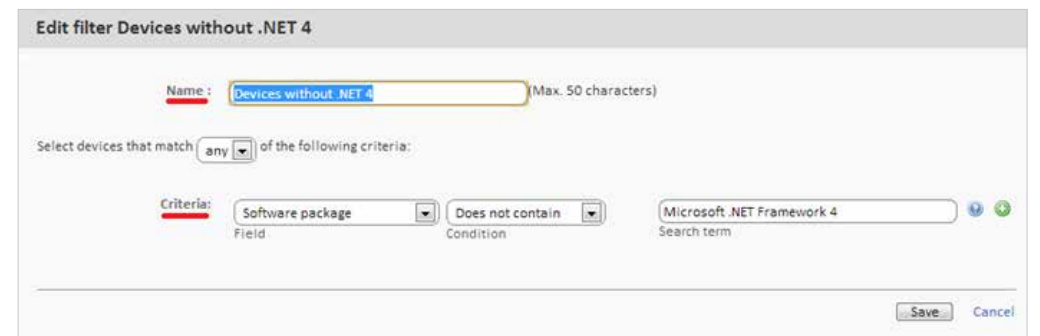 Edit filter Devices without .NET 4
Name : Devices without .NET 4 (Max. 50 characters)
Select devices that match any of the following criteria:
Criteria: Software package Does not contain Microsoft .NET Framework 4
Field Condition Search term
Save Cancel